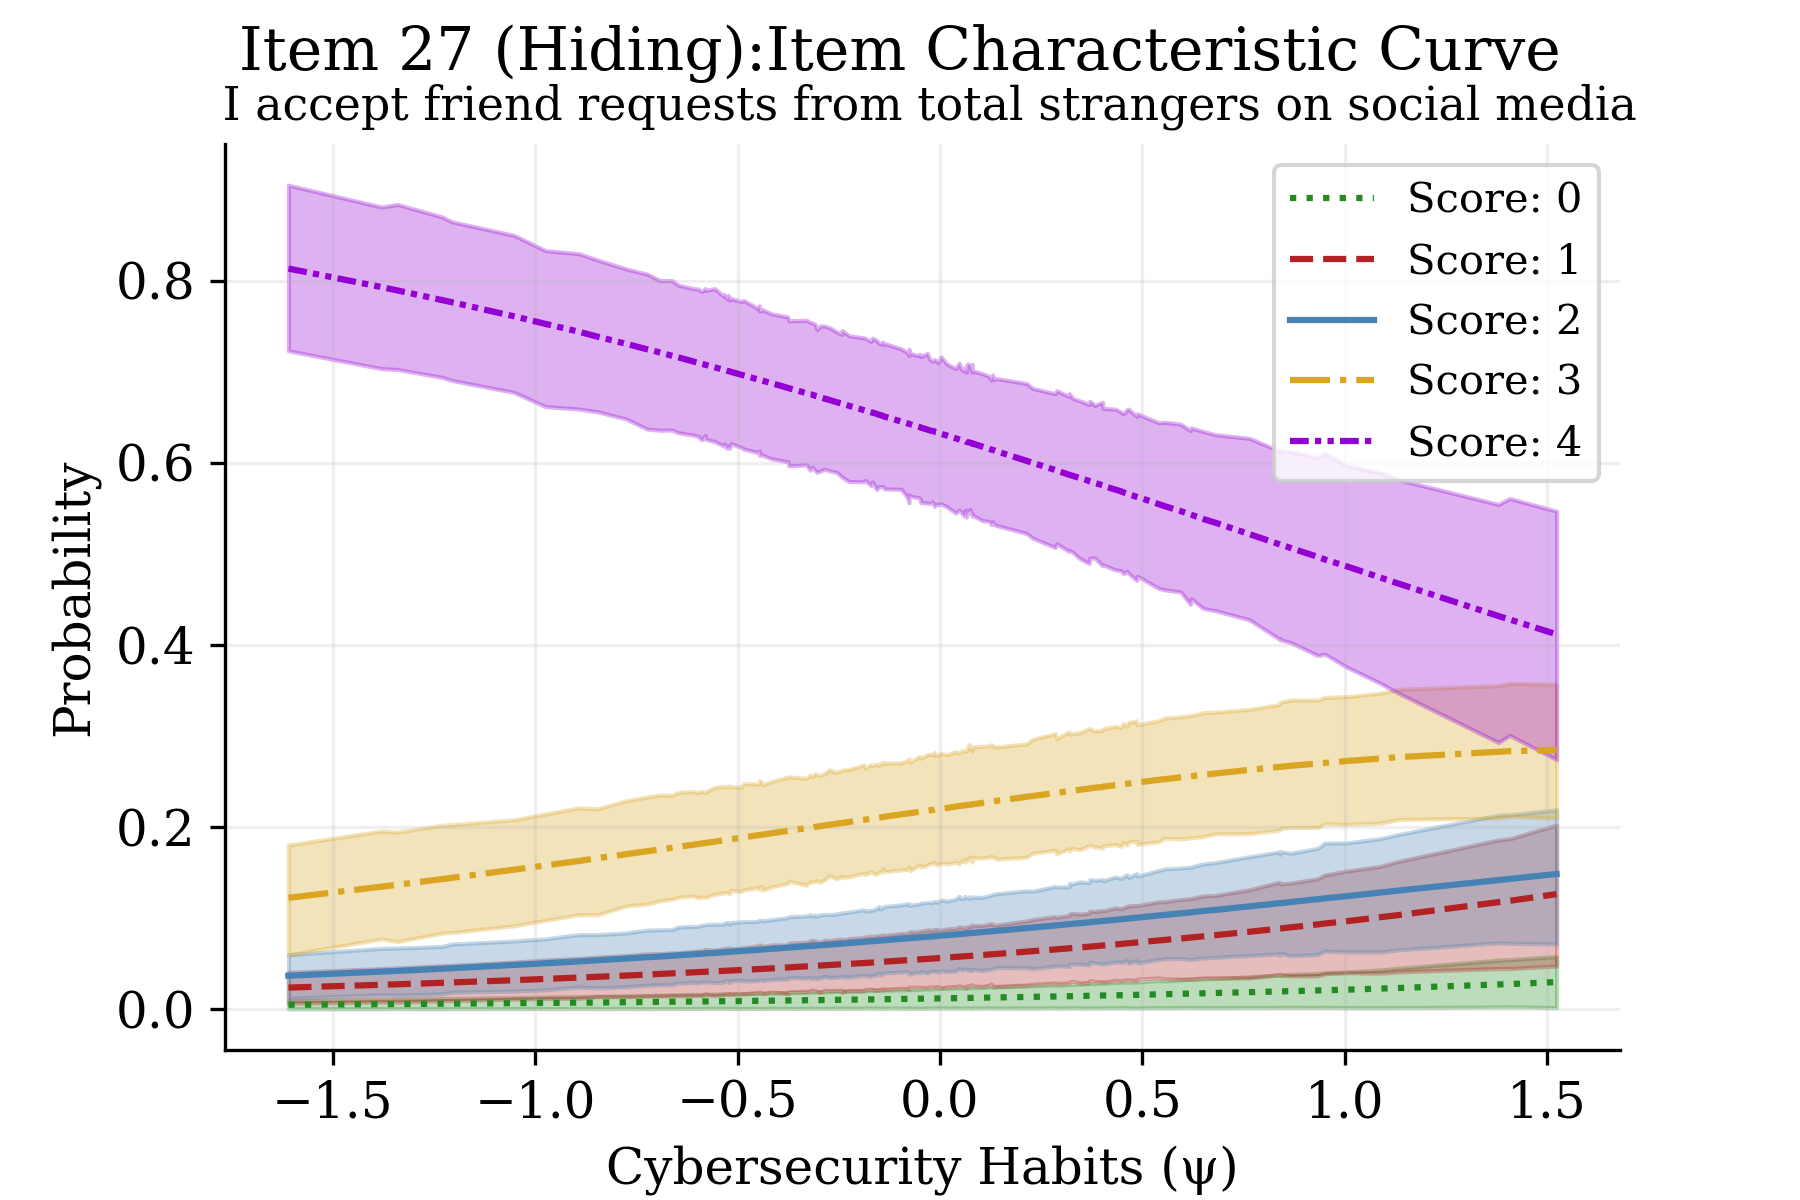 Item 27 (Hiding):Item Characteristic Curve
I accept friend requests from total strangers on social media
Score: 0
Score: 1
Score: 2
Score: 3
Score: 4
Probability
0.8
0.6
0.4
0.2
0.0
−1.5 −1.0 −0.5 0.0 0.5 1.0 1.5
Cybersecurity Habits (ψ)